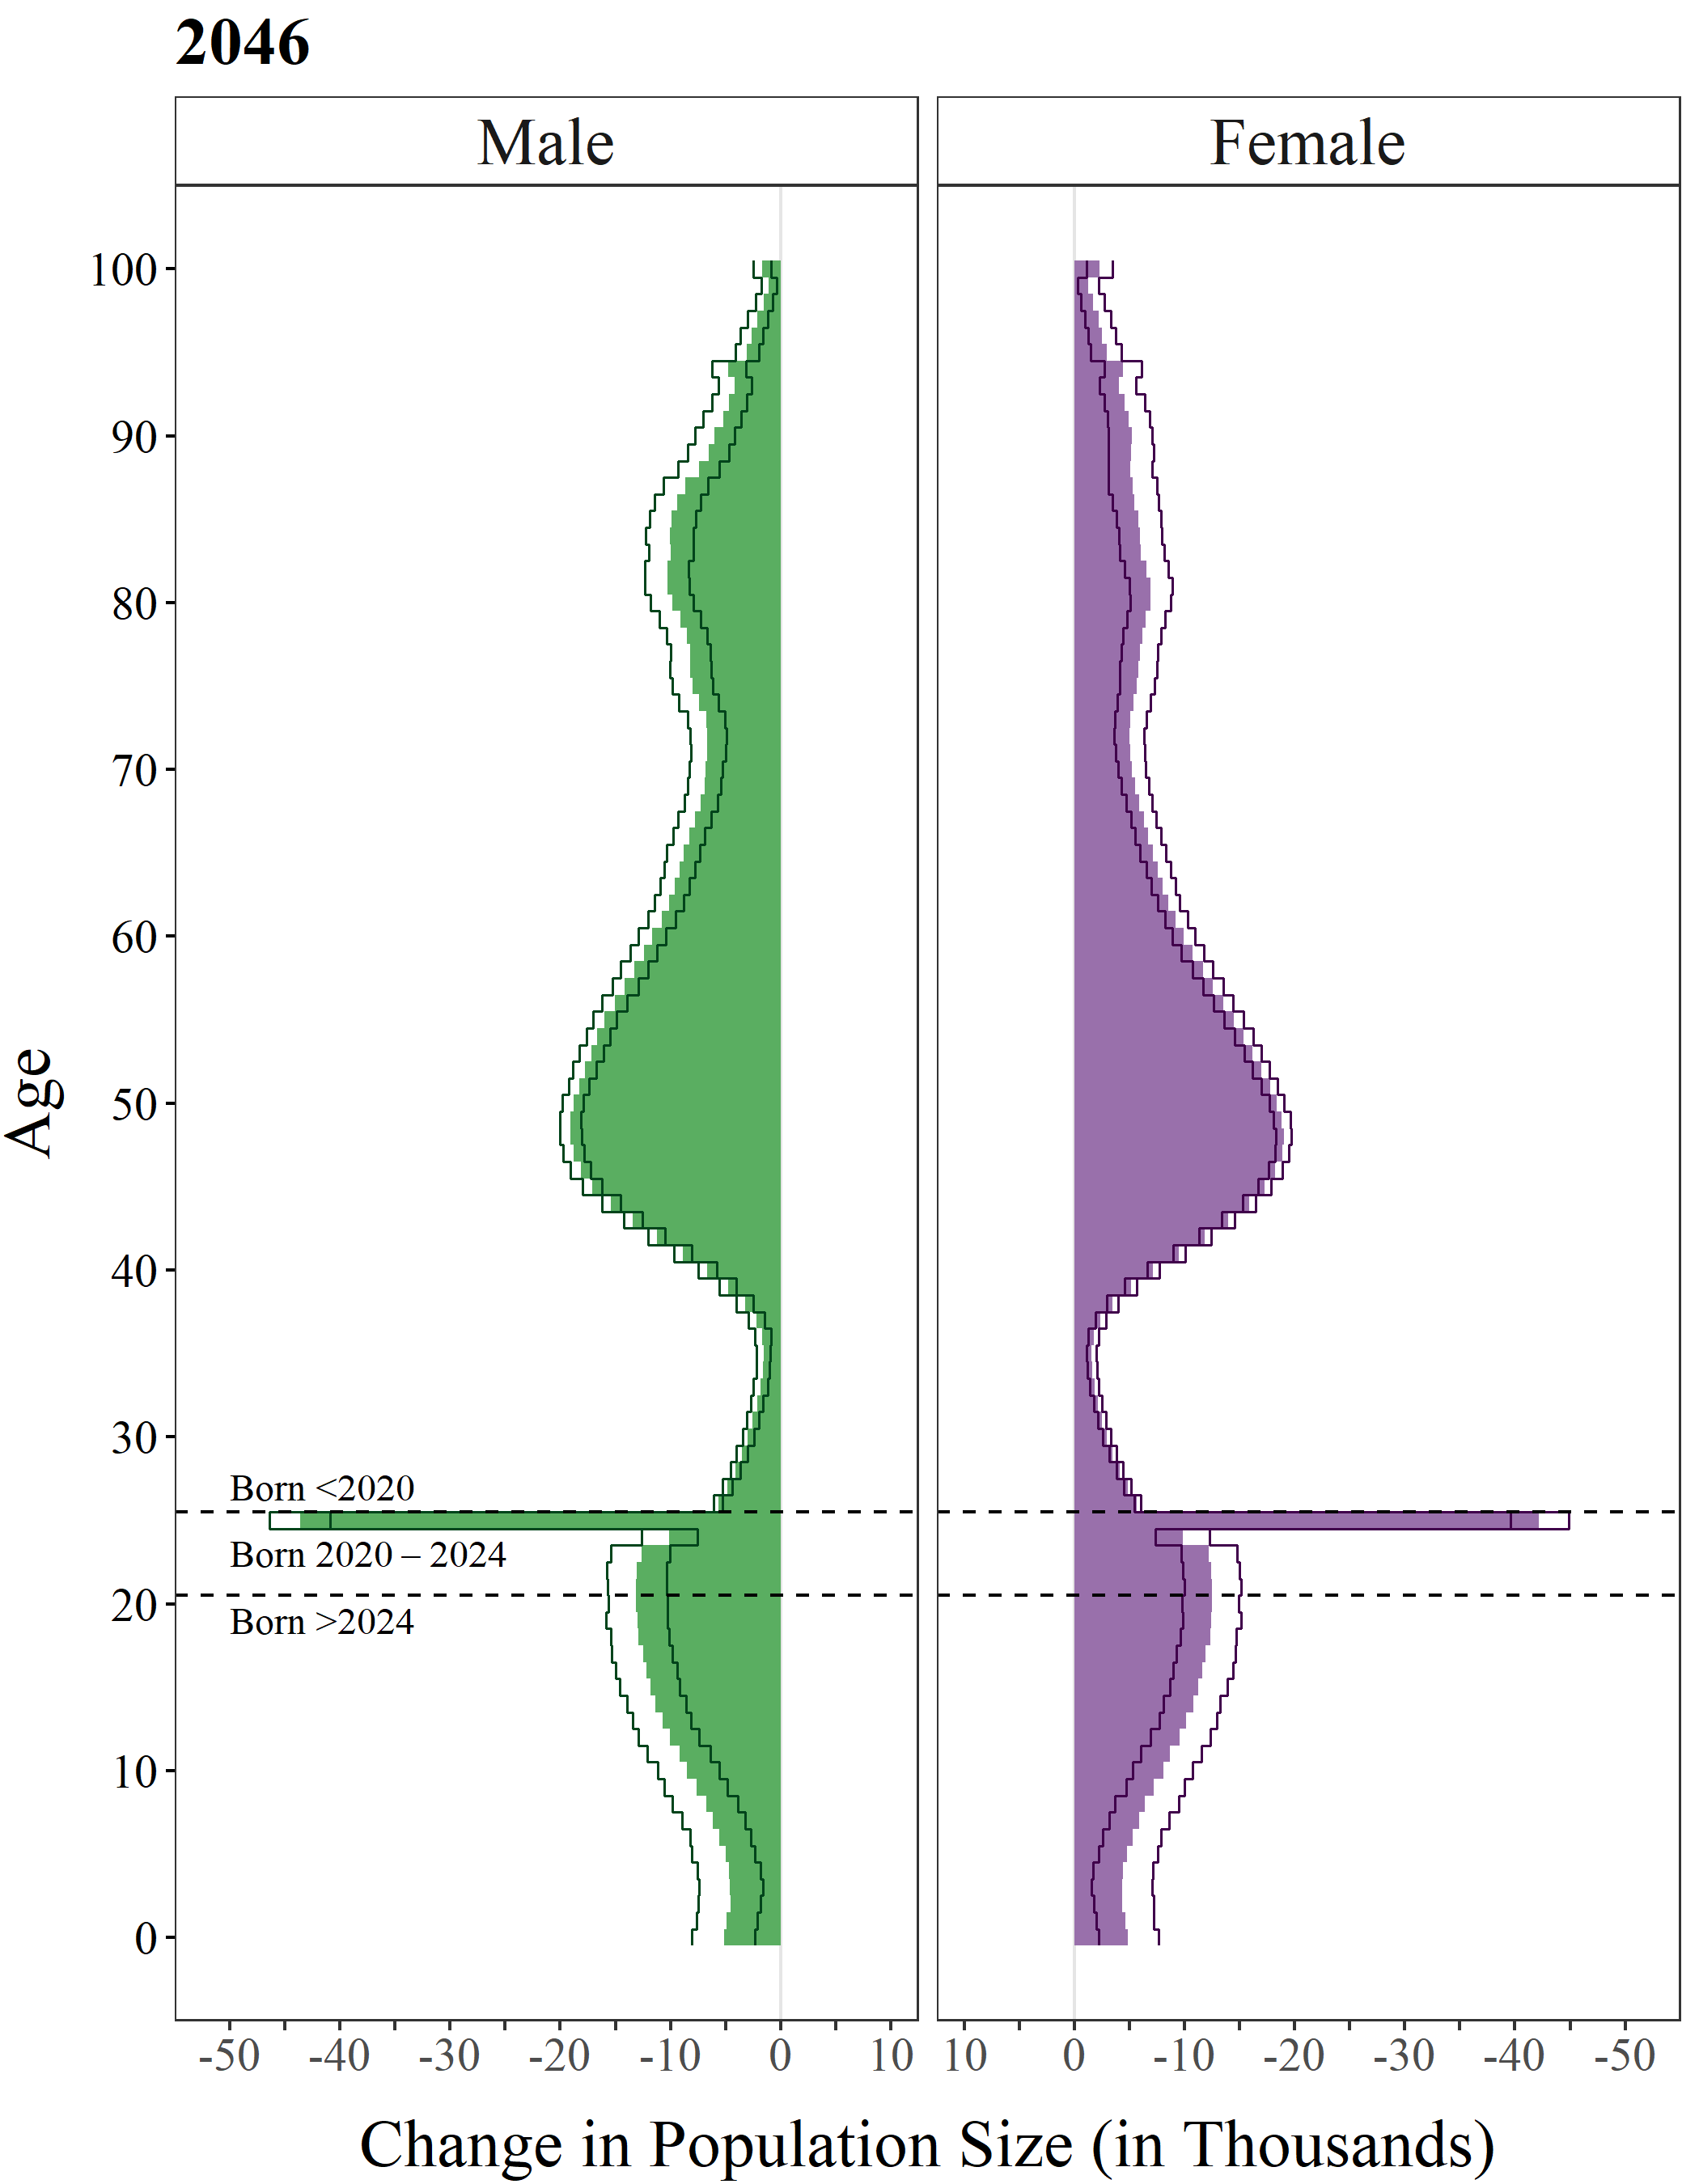 2046
Male
Female
100
90
80
70
60
50
40
30
20
10
0
Age
Born <2020
Born 2020 – 2024
Born >2024
-50 -40 -30 -20 -10 0 10
10 0 -10 -20 -30 -40 -50
Change in Population Size (in Thousands)